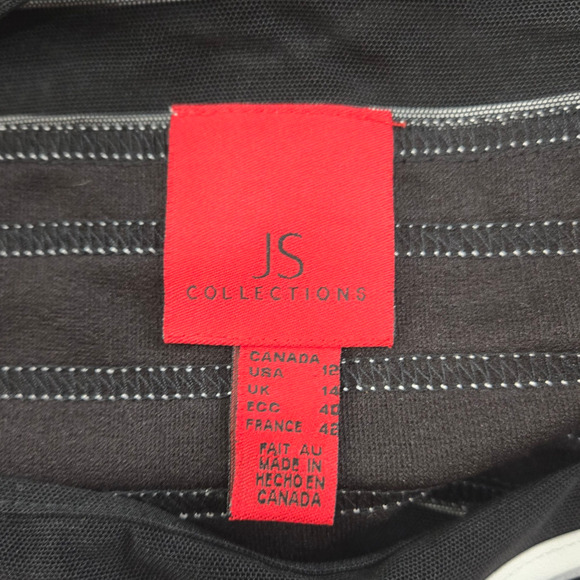 JS
COLLECTIONS
CANADA
USA 12
UK 14
ECC 40
FRANCE 42
FAIT AU
MADE IN
HECHO EN
CANADA